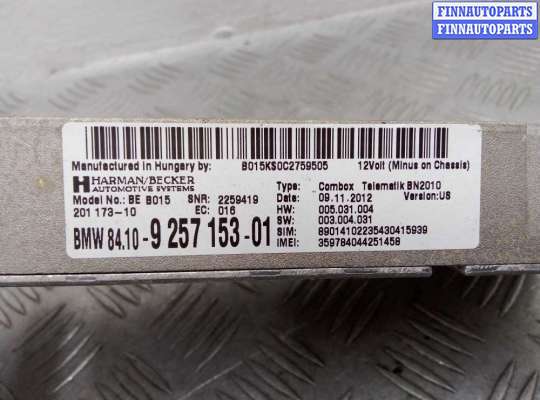 FINNAUTOPARTS
FINNAUTOPARTS
Manufactured in Hungary by: B015KS0C2759505 12Volt (Minus on Chassis)
HARMAN/BECKER
AUTOMOTIVE SYSTEMS
Type: Combox Telematik BN2010
Model No.: BE B015 SNR: 2259419 Date: 09.11.2012 Version:US
201 173-10 EC: 016 HW: 005.031.004
SW: 003.004.031
BMW 84.10-9 257 153-01 SIM: 8901410223543041​5939
IMEI: 359784044251458